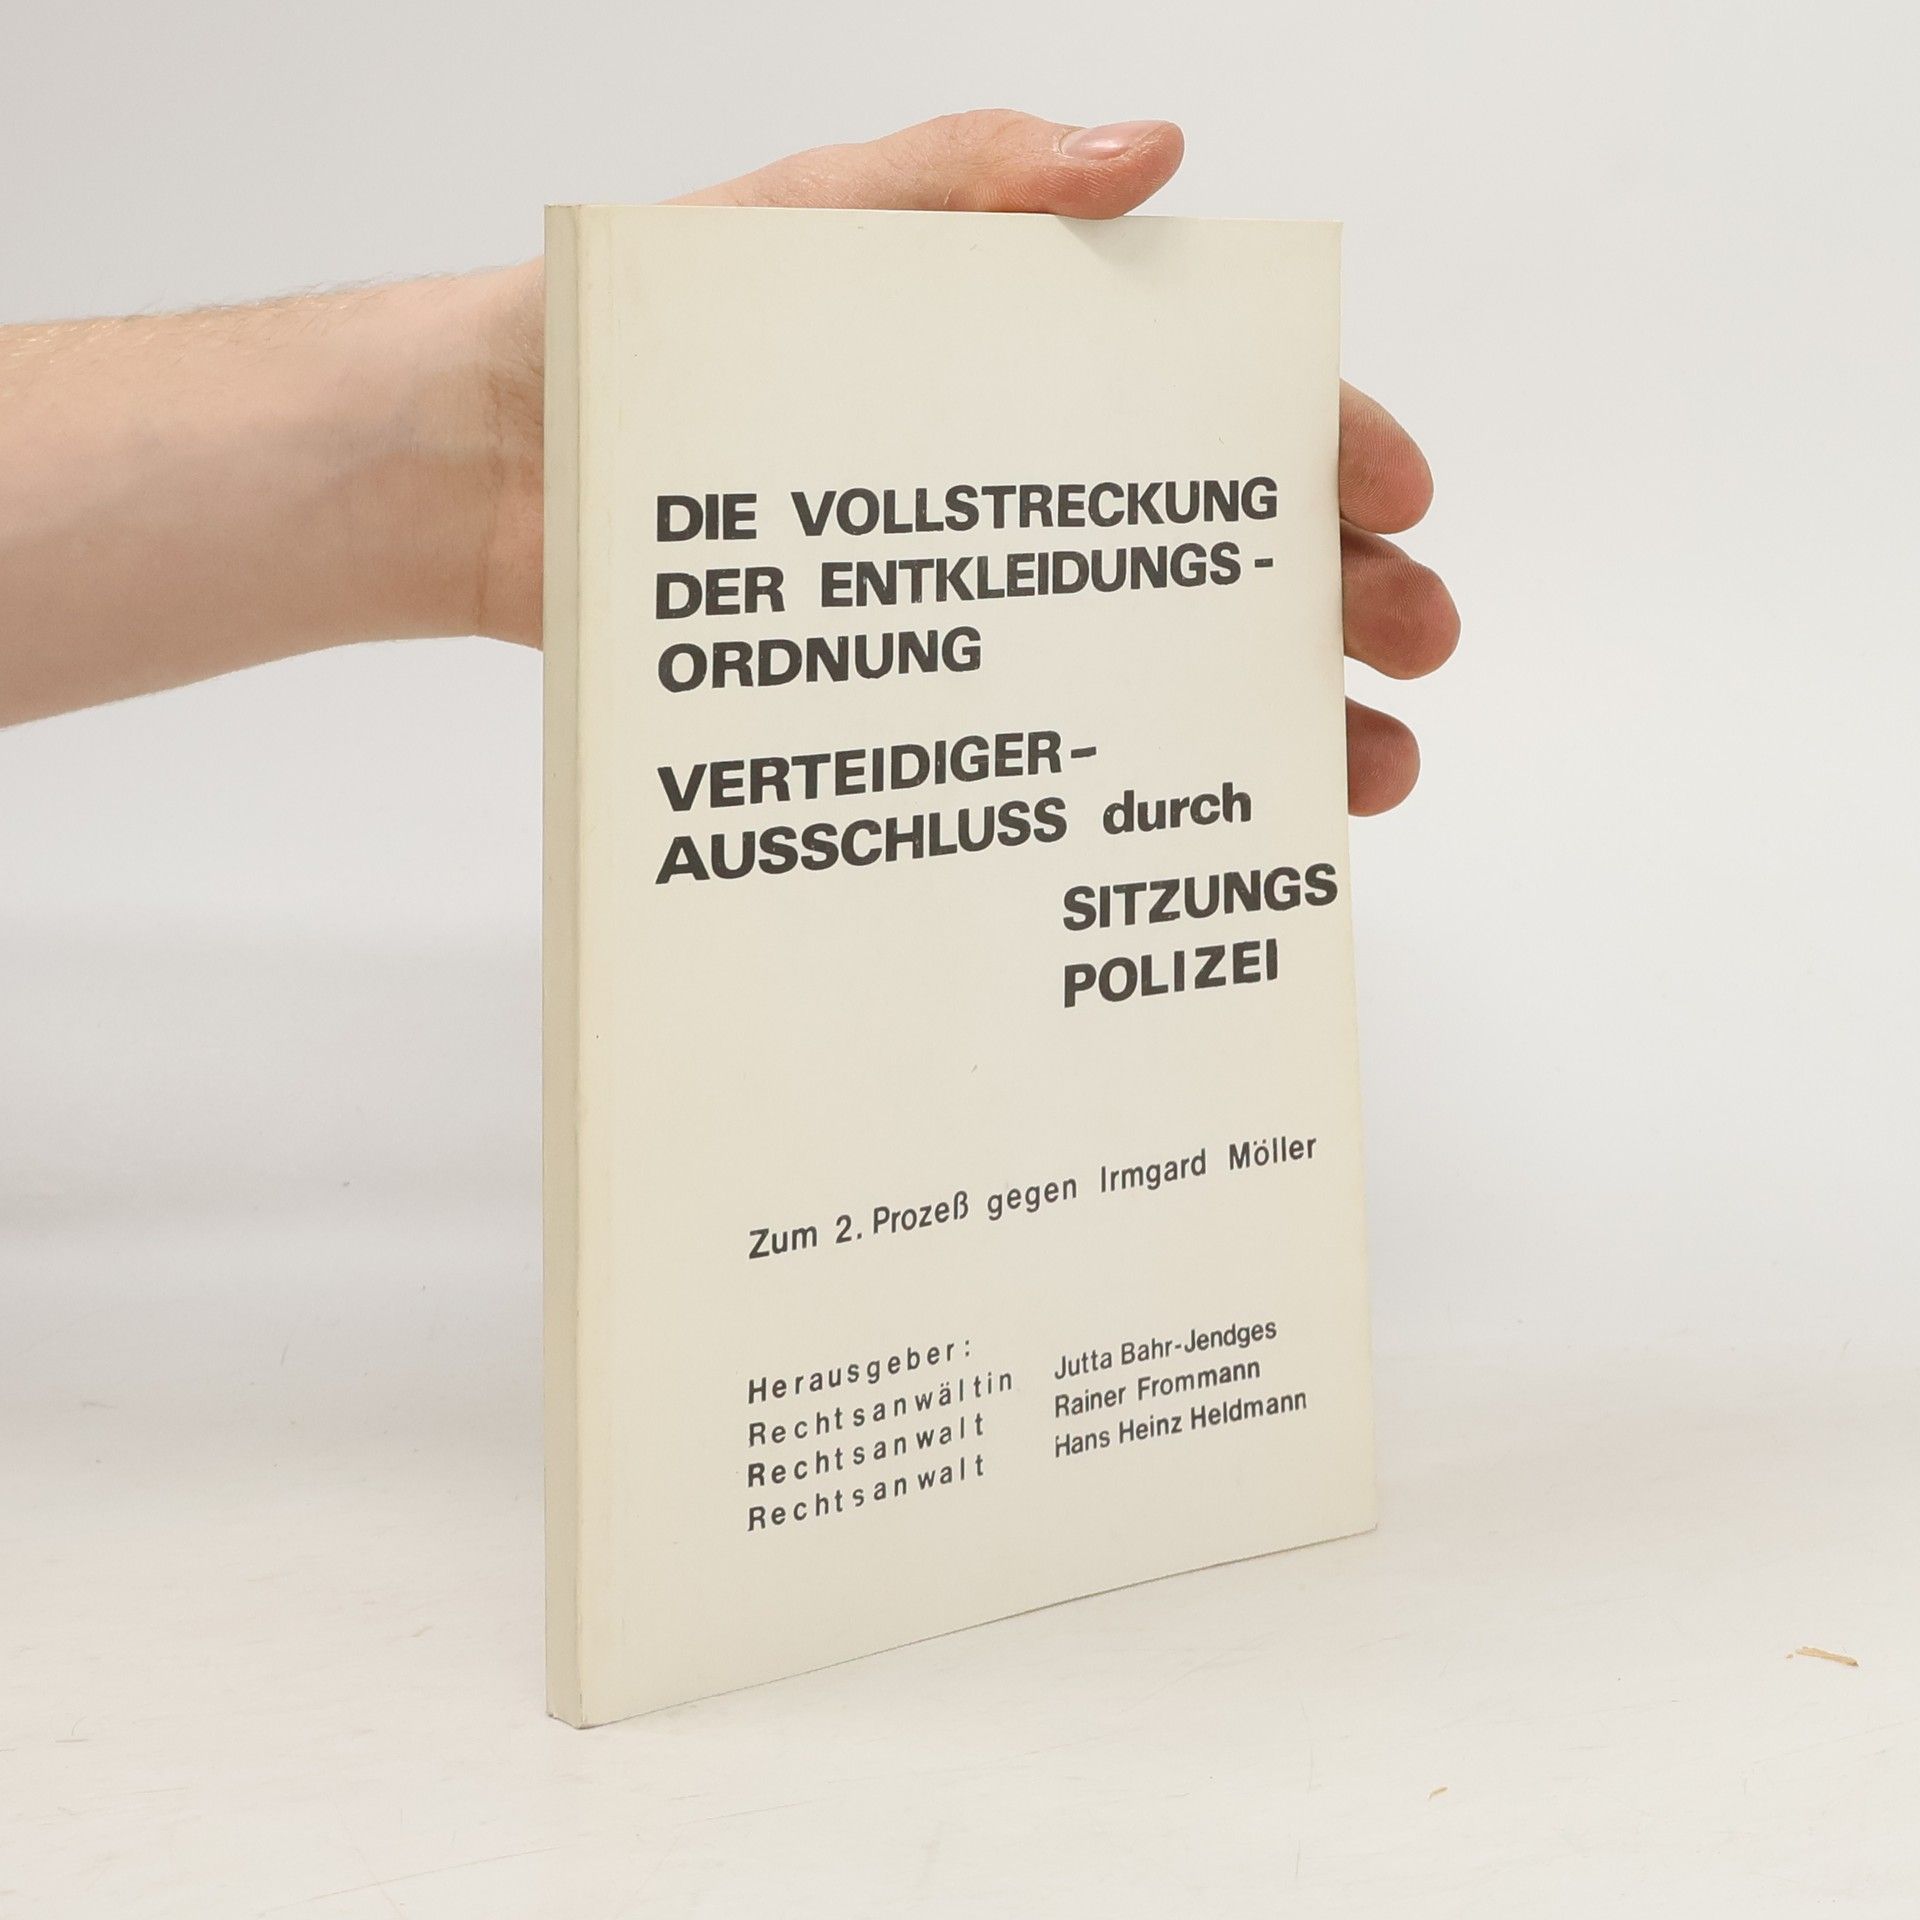 DIE VOLLSTRECKUNG
DER ENTKLEIDUNGS-
ORDNUNG
VERTEIDIGER-
AUSSCHLUSS durch
SITZUNGS
POLIZEI
Zum 2. Prozeß gegen Irmgard Möller
Herausgeber:
Rechtsanwältin Jutta Bahr-Jendges
Rechtsanwalt Rainer Frommann
Rechtsanwalt Hans Heinz Heldmann